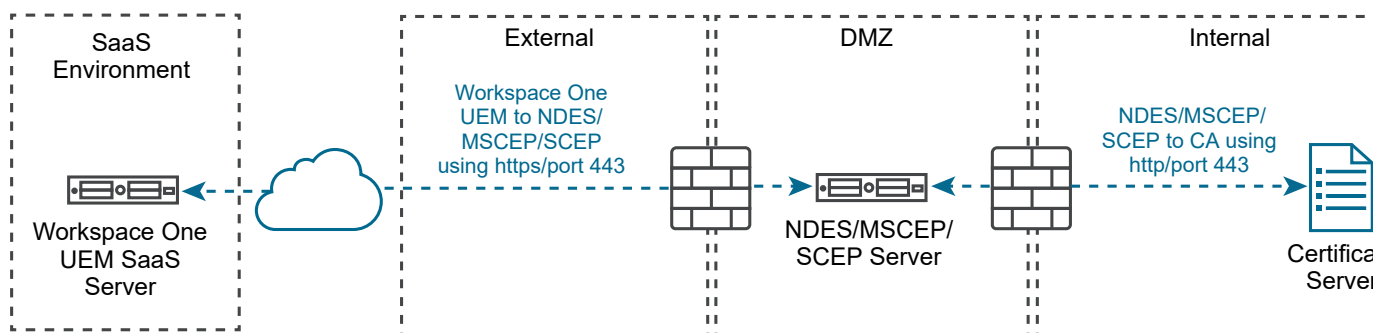 SaaS
Environment
Workspace One
UEM SaaS
Server
External
Workspace One
UEM to NDES/
MSCEP/SCEP
using https/port 443
DMZ
NDES/MSCEP/
SCEP Server
Internal
NDES/MSCEP/
SCEP to CA using
http/port 443
Server